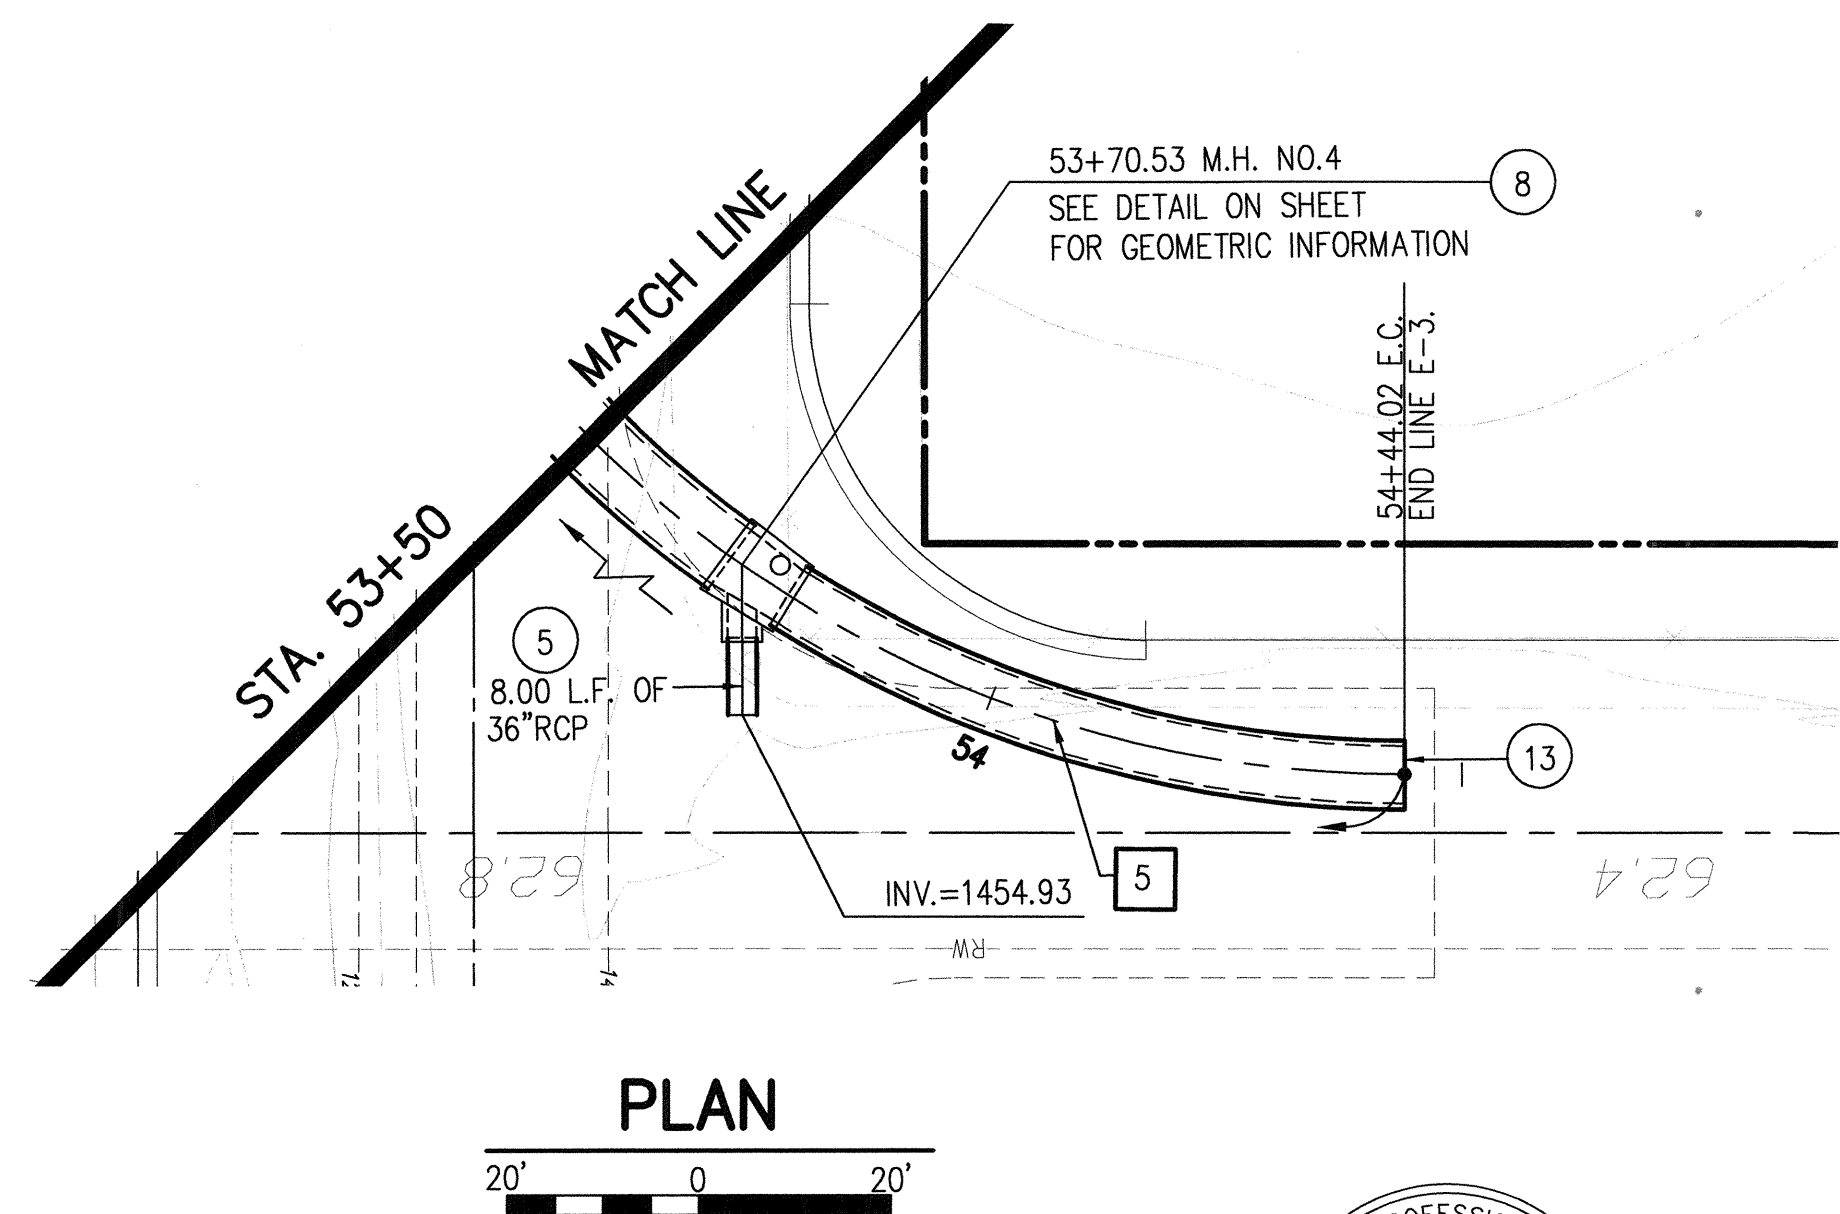 MATCH LINE
STA. 53+50
53+70.53 M.H. NO.4
8
SEE DETAIL ON SHEET
FOR GEOMETRIC INFORMATION
54+44.02 E.C.
END LINE E-3.
5
8.00 L.F. OF
36"RCP
54
13
5
INV.=1454.93
62.8
62.4
RW
12
14
PLAN
20' 0 20'